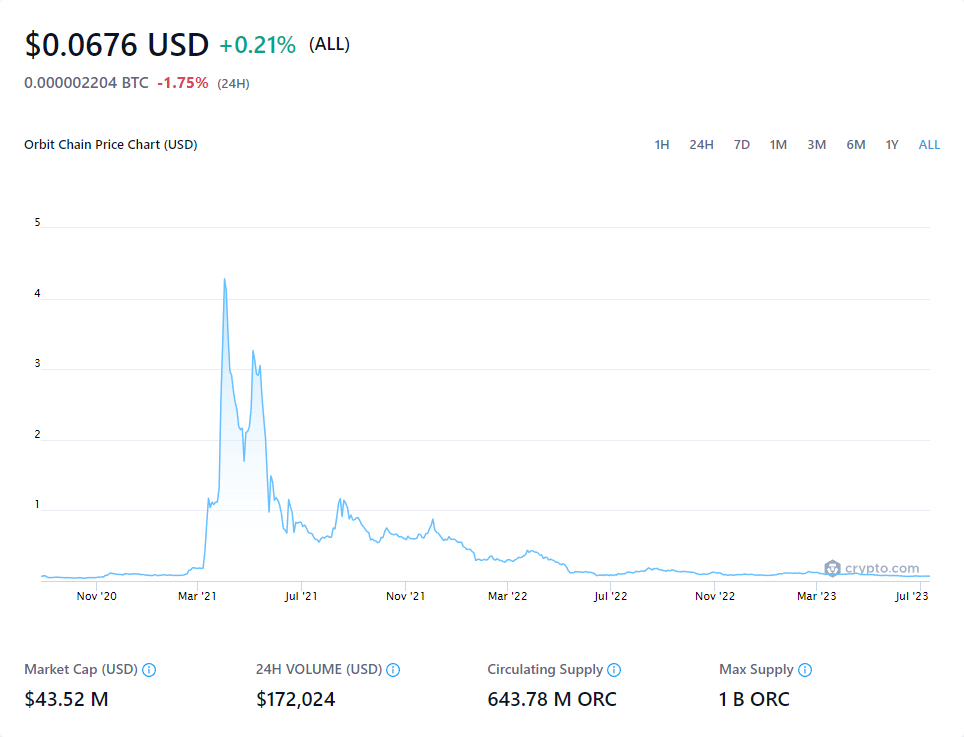 $0.0676 USD +0.21% (ALL)
0.000002204 BTC -1.75% (24H)
Orbit Chain Price Chart (USD) 1H 24H 7D 1M 3M 6M 1Y ALL
5
4
3
2
1
crypto.com
Nov '20 Mar '21 Jul '21 Nov '21 Mar '22 Jul '22 Nov '22 Mar '23 Jul '23
Market Cap (USD) 24H VOLUME (USD) Circulating Supply Max Supply
$43.52 M $172,024 643.78 M ORC 1 B ORC